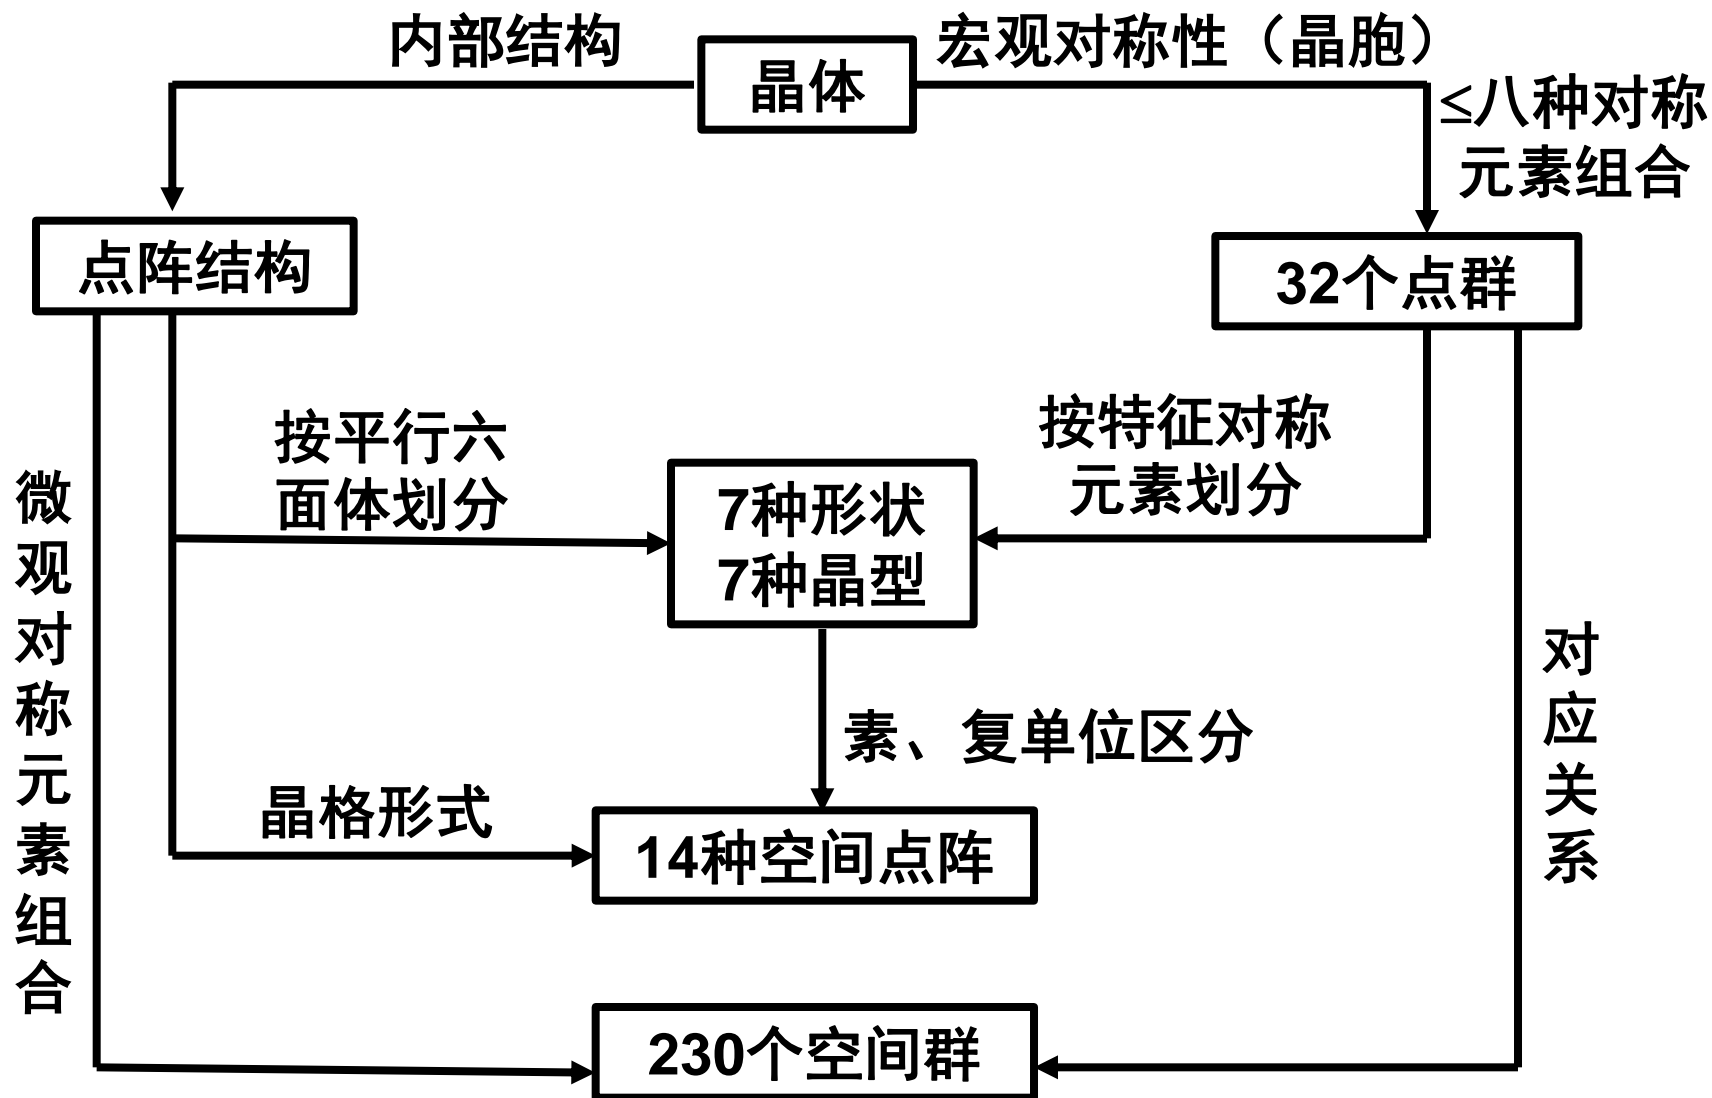 内部结构
晶体
宏观对称性（晶胞）
≤八种对称
元素组合
点阵结构
32个点群
按平行六
面体划分
按特征对称
元素划分
7种形状
7种晶型
微观对称元素组合
对应关系
素、复单位区分
晶格形式
14种空间点阵
230个空间群